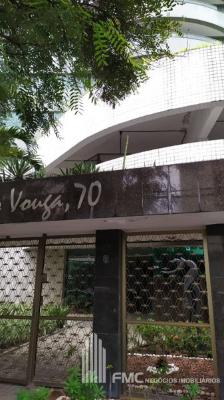 Vouga, 70
FMC
NEGÓCIOS IMOBILIÁRIOS